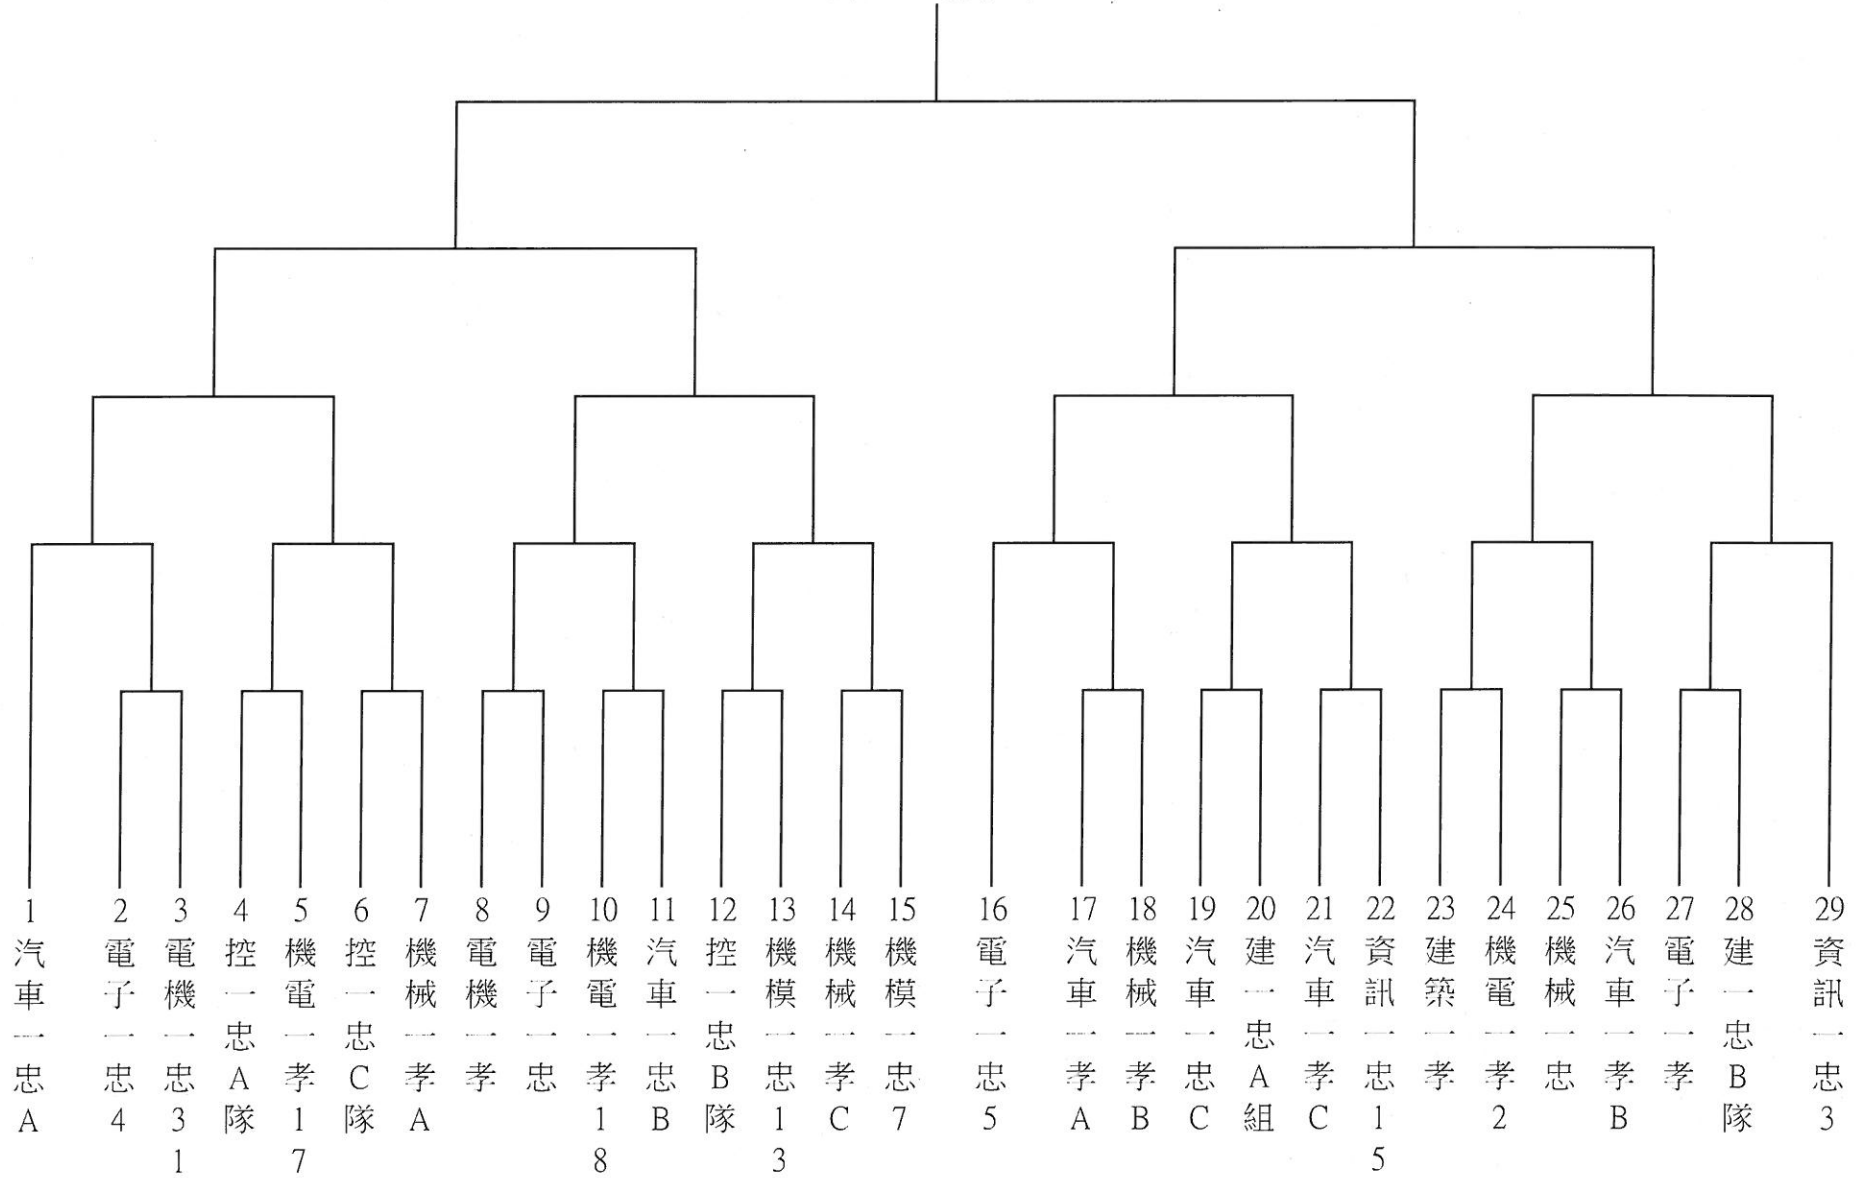 1 汽車一忠A
2 電子一忠4
3 電機一忠31
4 控一忠A隊
5 機電一孝17
6 控一忠C隊
7 機械一孝A
8 電機一孝
9 電子一忠
10 機電一孝18
11 汽車一忠B
12 控一忠B隊
13 機模一忠13
14 機械一孝C
15 機模一忠7
16 電子一忠5
17 汽車一孝A
18 機械一孝B
19 汽車一忠C
20 建一忠A組
21 汽車一孝C
22 資訊一忠15
23 建築一孝
24 機電一孝2
25 機械一忠
26 汽車一孝B
27 電子一孝
28 建一忠B隊
29 資訊一忠3